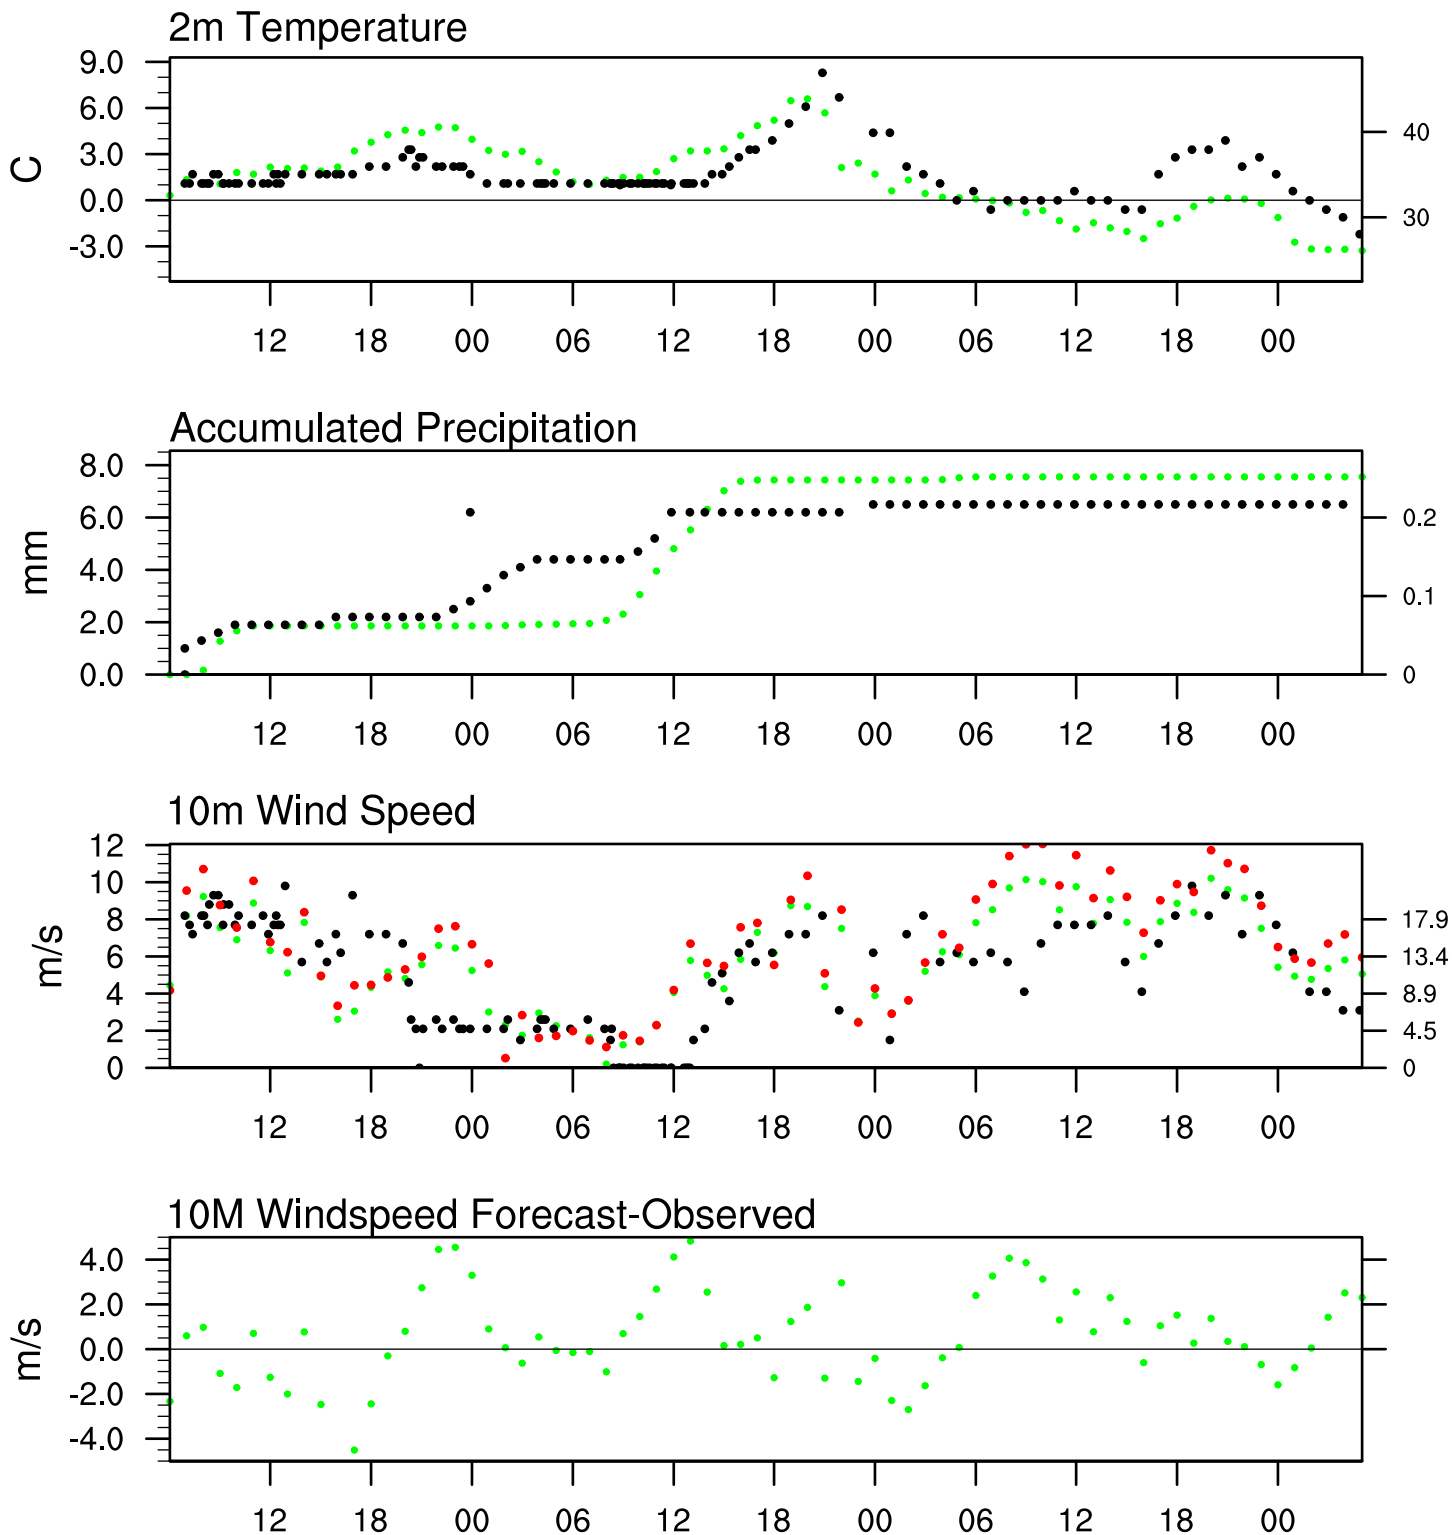 2m Temperature
9.0
6.0
3.0
0.0
-3.0
C
40
30
12 18 00 06 12 18 00 06 12 18 00
Accumulated Precipitation
8.0
6.0
4.0
2.0
0.0
mm
0.2
0.1
0
12 18 00 06 12 18 00 06 12 18 00
10m Wind Speed
12
10
8
6
4
2
0
m/s
17.9
13.4
8.9
4.5
0
12 18 00 06 12 18 00 06 12 18 00
10M Windspeed Forecast-Observed
4.0
2.0
0.0
-2.0
-4.0
m/s
12 18 00 06 12 18 00 06 12 18 00